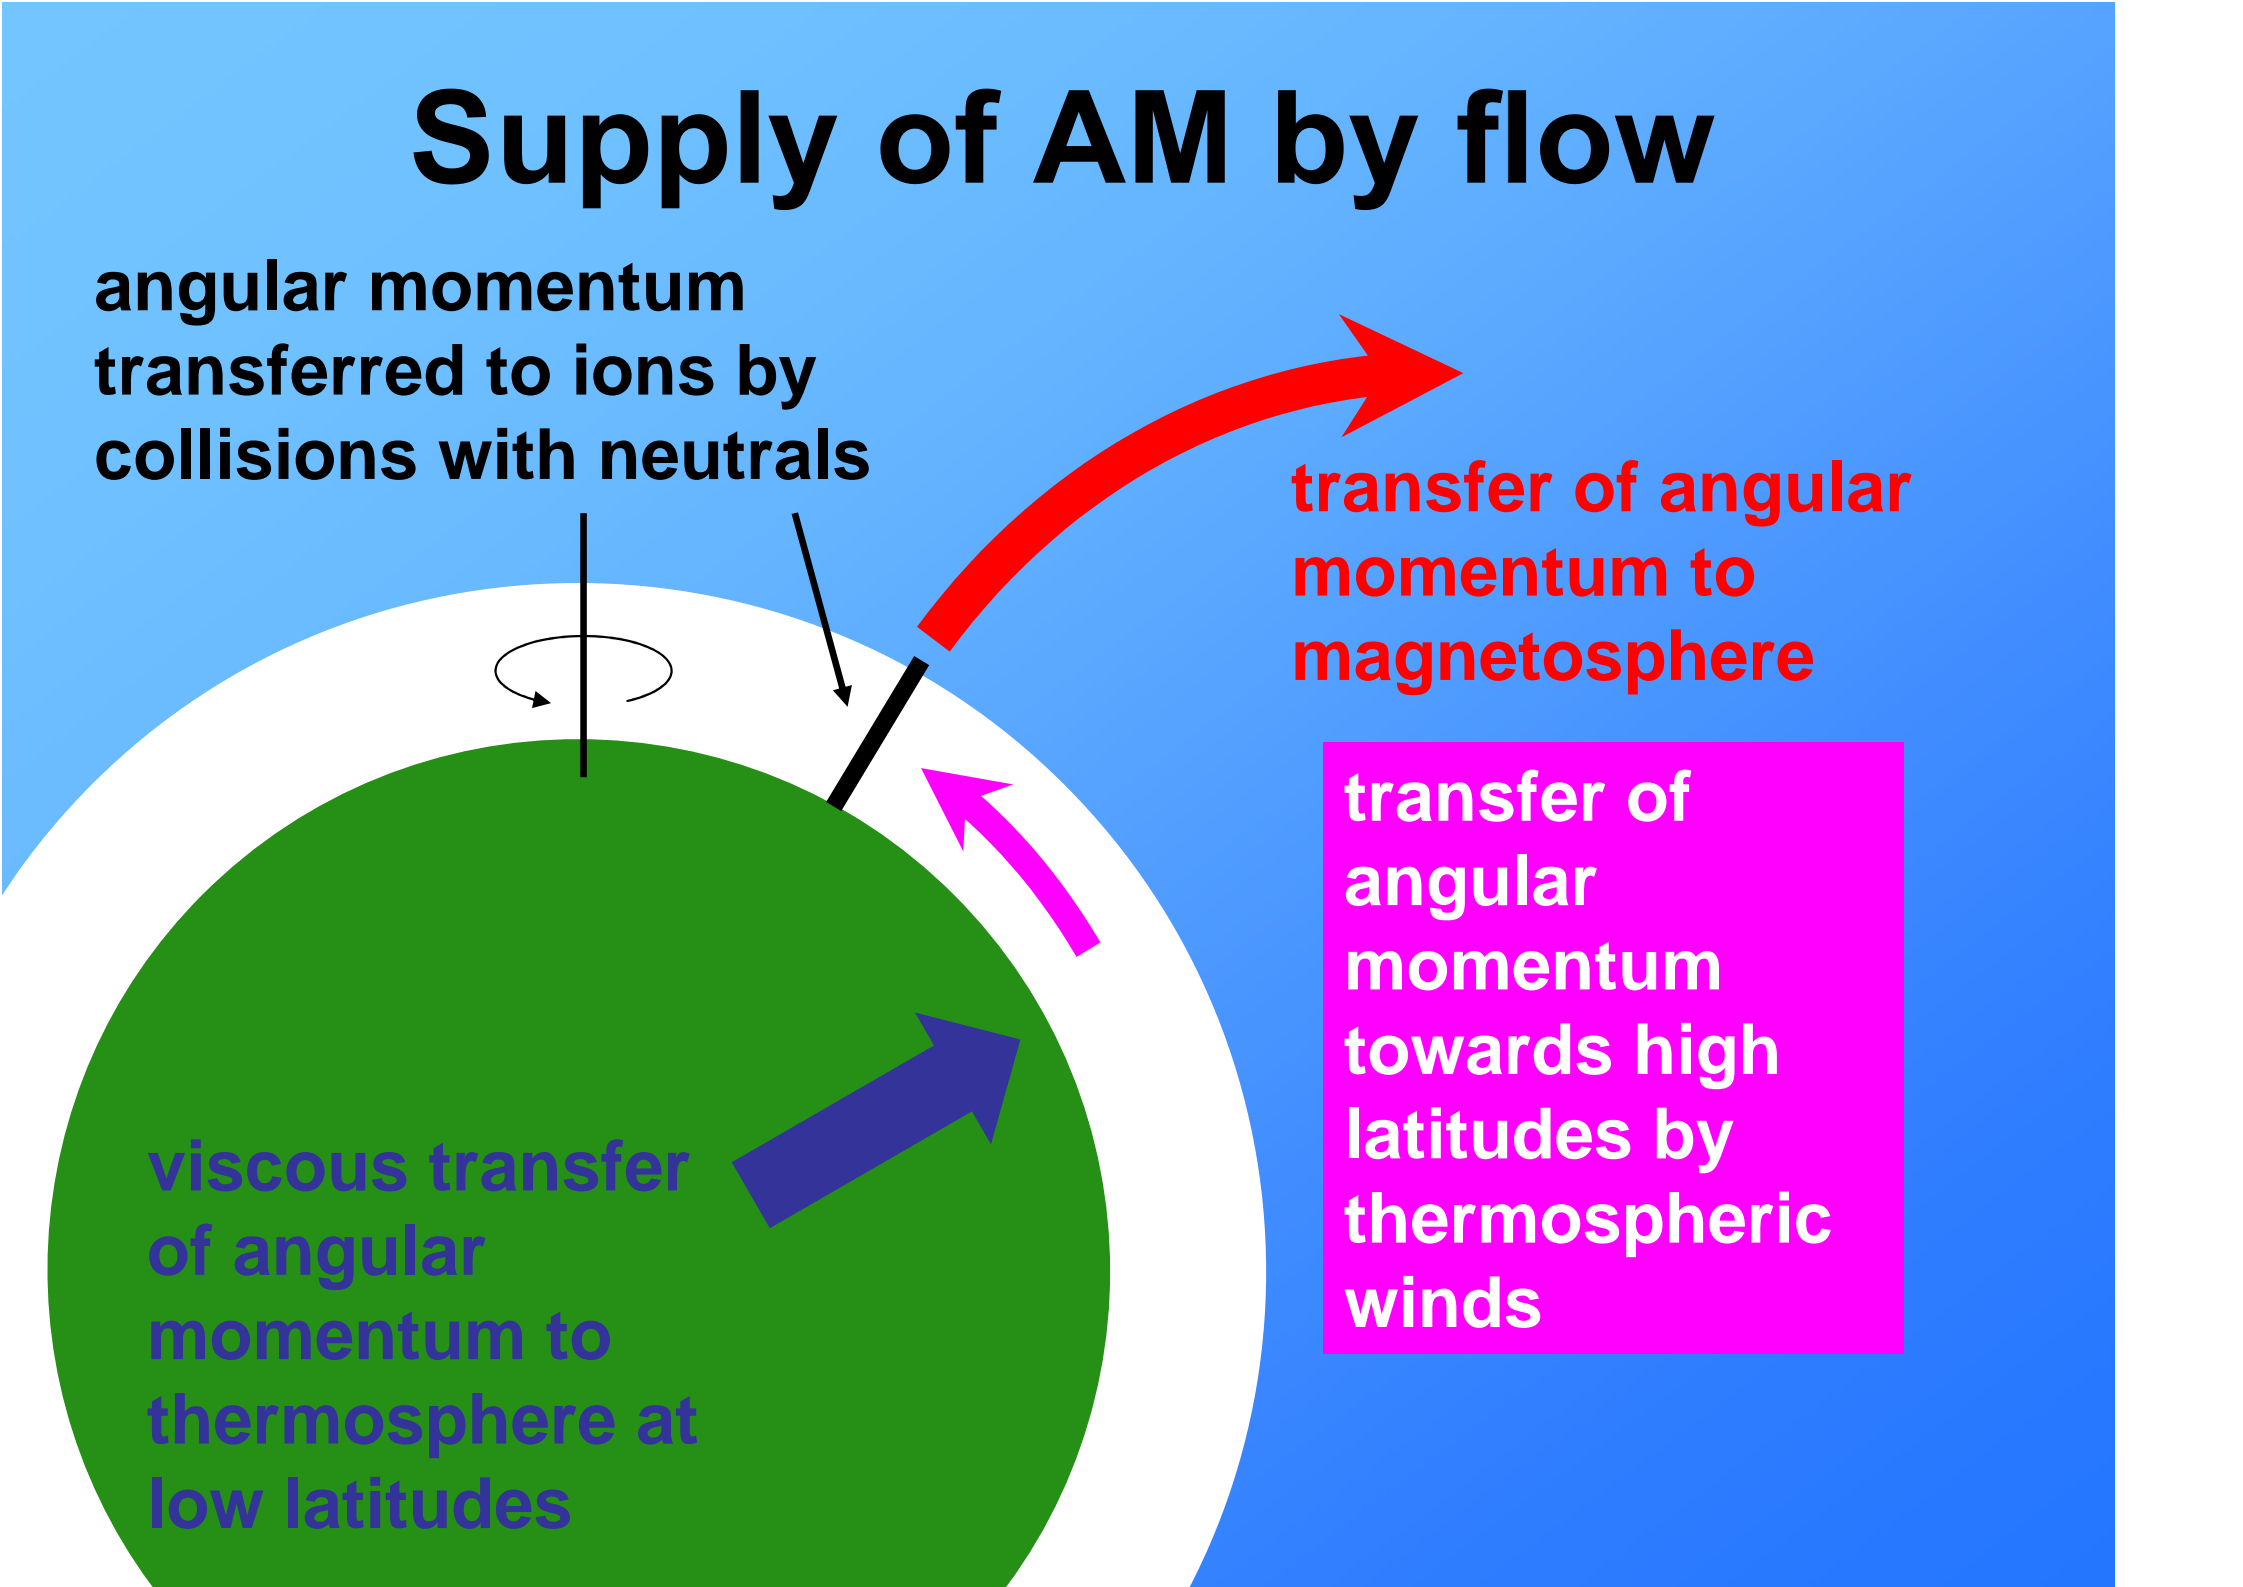 Supply of AM by flow
angular momentum
transferred to ions by
collisions with neutrals
transfer of angular
momentum to
magnetosphere
transfer of
angular
momentum
towards high
latitudes by
thermospheric
winds
viscous transfer
of angular
momentum to
thermosphere at
low latitudes